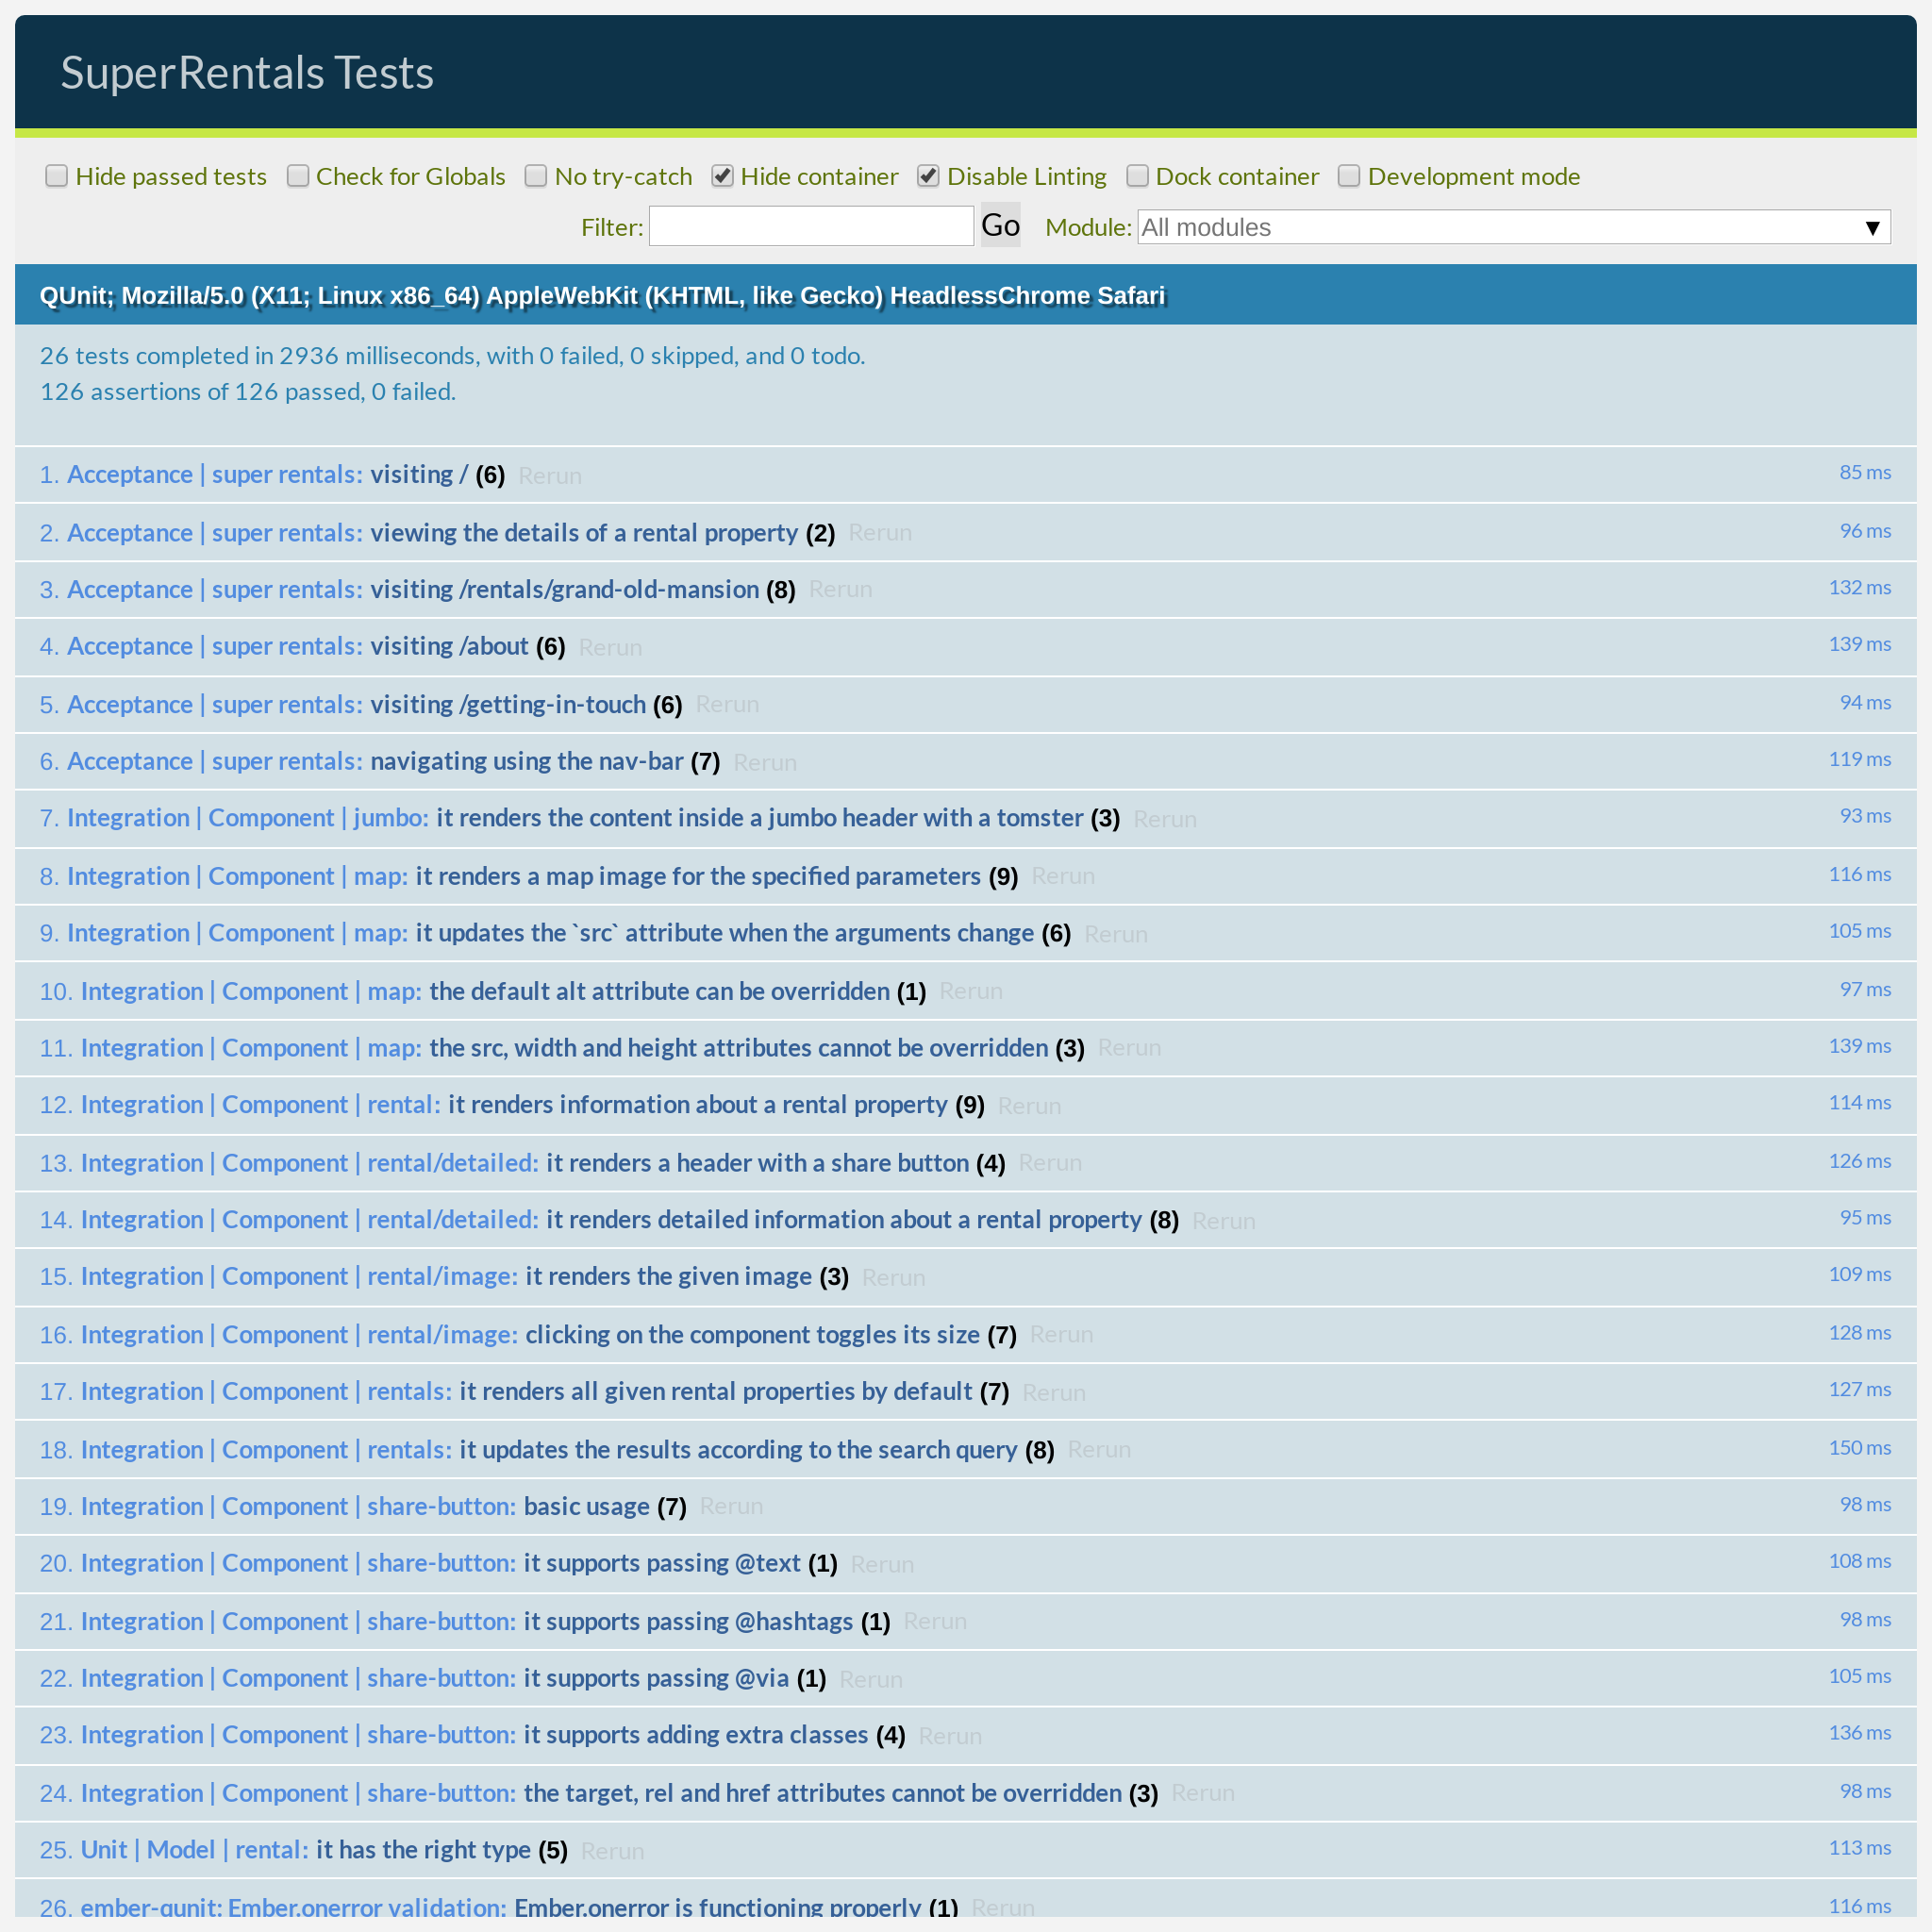 SuperRentals Tests
Hide passed tests Check for Globals No try-catch Hide container Disable Linting Dock container Development mode
Filter: Go Module: All modules ▼
QUnit; Mozilla/5.0 (X11; Linux x86_64) AppleWebKit (KHTML, like Gecko) HeadlessChrome Safari
26 tests completed in 2936 milliseconds, with 0 failed, 0 skipped, and 0 todo.
126 assertions of 126 passed, 0 failed.
1. Acceptance | super rentals: visiting / (6) Rerun 85 ms
2. Acceptance | super rentals: viewing the details of a rental property (2) Rerun 96 ms
3. Acceptance | super rentals: visiting /rentals/grand-old-mansion (8) Rerun 132 ms
4. Acceptance | super rentals: visiting /about (6) Rerun 139 ms
5. Acceptance | super rentals: visiting /getting-in-touch (6) Rerun 94 ms
6. Acceptance | super rentals: navigating using the nav-bar (7) Rerun 119 ms
7. Integration | Component | jumbo: it renders the content inside a jumbo header with a tomster (3) Rerun 93 ms
8. Integration | Component | map: it renders a map image for the specified parameters (9) Rerun 116 ms
9. Integration | Component | map: it updates the `src` attribute when the arguments change (6) Rerun 105 ms
10. Integration | Component | map: the default alt attribute can be overridden (1) Rerun 97 ms
11. Integration | Component | map: the src, width and height attributes cannot be overridden (3) Rerun 139 ms
12. Integration | Component | rental: it renders information about a rental property (9) Rerun 114 ms
13. Integration | Component | rental/detailed: it renders a header with a share button (4) Rerun 126 ms
14. Integration | Component | rental/detailed: it renders detailed information about a rental property (8) Rerun 95 ms
15. Integration | Component | rental/image: it renders the given image (3) Rerun 109 ms
16. Integration | Component | rental/image: clicking on the component toggles its size (7) Rerun 128 ms
17. Integration | Component | rentals: it renders all given rental properties by default (7) Rerun 127 ms
18. Integration | Component | rentals: it updates the results according to the search query (8) Rerun 150 ms
19. Integration | Component | share-button: basic usage (7) Rerun 98 ms
20. Integration | Component | share-button: it supports passing @text (1) Rerun 108 ms
21. Integration | Component | share-button: it supports passing @hashtags (1) Rerun 98 ms
22. Integration | Component | share-button: it supports passing @via (1) Rerun 105 ms
23. Integration | Component | share-button: it supports adding extra classes (4) Rerun 136 ms
24. Integration | Component | share-button: the target, rel and href attributes cannot be overridden (3) Rerun 98 ms
25. Unit | Model | rental: it has the right type (5) Rerun 113 ms
26. ember-qunit: Ember.onerror validation: Ember.onerror is functioning properly (1) Rerun 116 ms